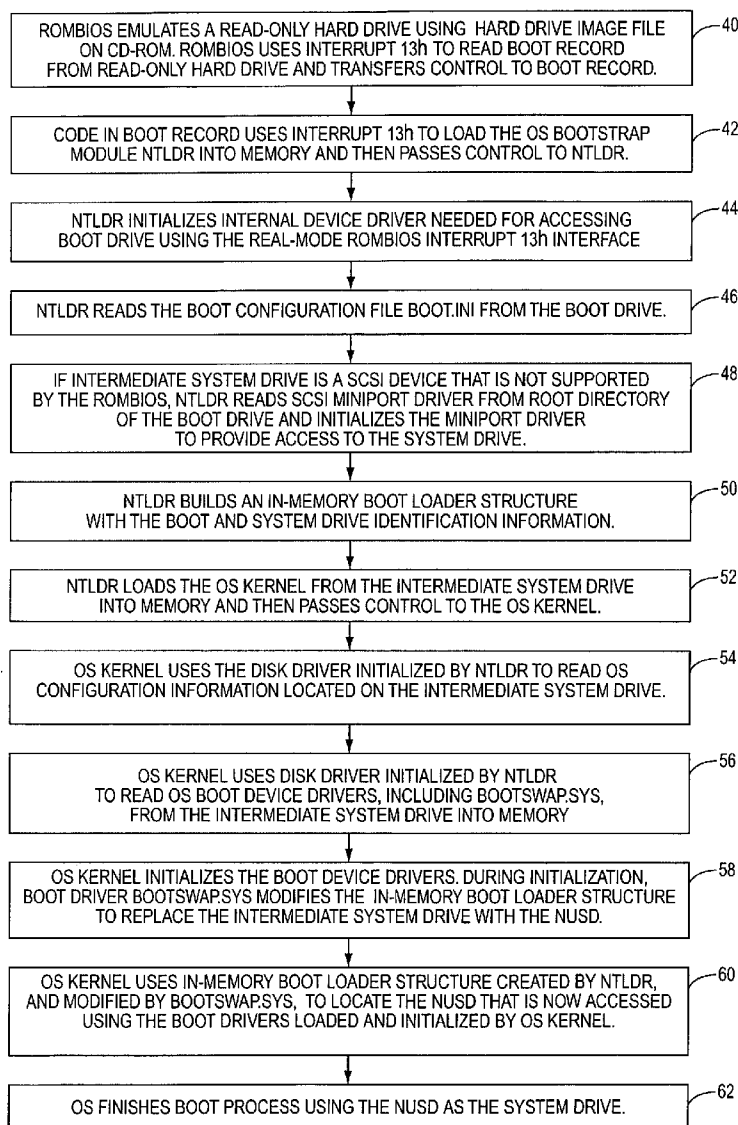 ROMBIOS EMULATES A READ-ONLY HARD DRIVE USING HARD DRIVE IMAGE FILE
ON CD-ROM. ROMBIOS USES INTERRUPT 13h TO READ BOOT RECORD
FROM READ-ONLY HARD DRIVE AND TRANSFERS CONTROL TO BOOT RECORD.
40
CODE IN BOOT RECORD USES INTERRUPT 13h TO LOAD THE OS BOOTSTRAP
MODULE NTLDR INTO MEMORY AND THEN PASSES CONTROL TO NTLDR.
42
NTLDR INITIALIZES INTERNAL DEVICE DRIVER NEEDED FOR ACCESSING
BOOT DRIVE USING THE REAL-MODE ROMBIOS INTERRUPT 13h INTERFACE
44
NTLDR READS THE BOOT CONFIGURATION FILE BOOT.INI FROM THE BOOT DRIVE.
46
IF INTERMEDIATE SYSTEM DRIVE IS A SCSI DEVICE THAT IS NOT SUPPORTED
BY THE ROMBIOS, NTLDR READS SCSI MINIPORT DRIVER FROM ROOT DIRECTORY
OF THE BOOT DRIVE AND INITIALIZES THE MINIPORT DRIVER
TO PROVIDE ACCESS TO THE SYSTEM DRIVE.
48
NTLDR BUILDS AN IN-MEMORY BOOT LOADER STRUCTURE
WITH THE BOOT AND SYSTEM DRIVE IDENTIFICATION INFORMATION.
50
NTLDR LOADS THE OS KERNEL FROM THE INTERMEDIATE SYSTEM DRIVE
INTO MEMORY AND THEN PASSES CONTROL TO THE OS KERNEL.
52
OS KERNEL USES THE DISK DRIVER INITIALIZED BY NTLDR TO READ OS
CONFIGURATION INFORMATION LOCATED ON THE INTERMEDIATE SYSTEM DRIVE.
54
OS KERNEL USES DISK DRIVER INITIALIZED BY NTLDR
TO READ OS BOOT DEVICE DRIVERS, INCLUDING BOOTSWAP.SYS,
FROM THE INTERMEDIATE SYSTEM DRIVE INTO MEMORY
56
OS KERNEL INITIALIZES THE BOOT DEVICE DRIVERS. DURING INITIALIZATION,
BOOT DRIVER BOOTSWAP.SYS MODIFIES THE IN-MEMORY BOOT LOADER STRUCTURE
TO REPLACE THE INTERMEDIATE SYSTEM DRIVE WITH THE NUSD.
58
OS KERNEL USES IN-MEMORY BOOT LOADER STRUCTURE CREATED BY NTLDR,
AND MODIFIED BY BOOTSWAP.SYS, TO LOCATE THE NUSD THAT IS NOW ACCESSED
USING THE BOOT DRIVERS LOADED AND INITIALIZED BY OS KERNEL.
60
OS FINISHES BOOT PROCESS USING THE NUSD AS THE SYSTEM DRIVE.
62